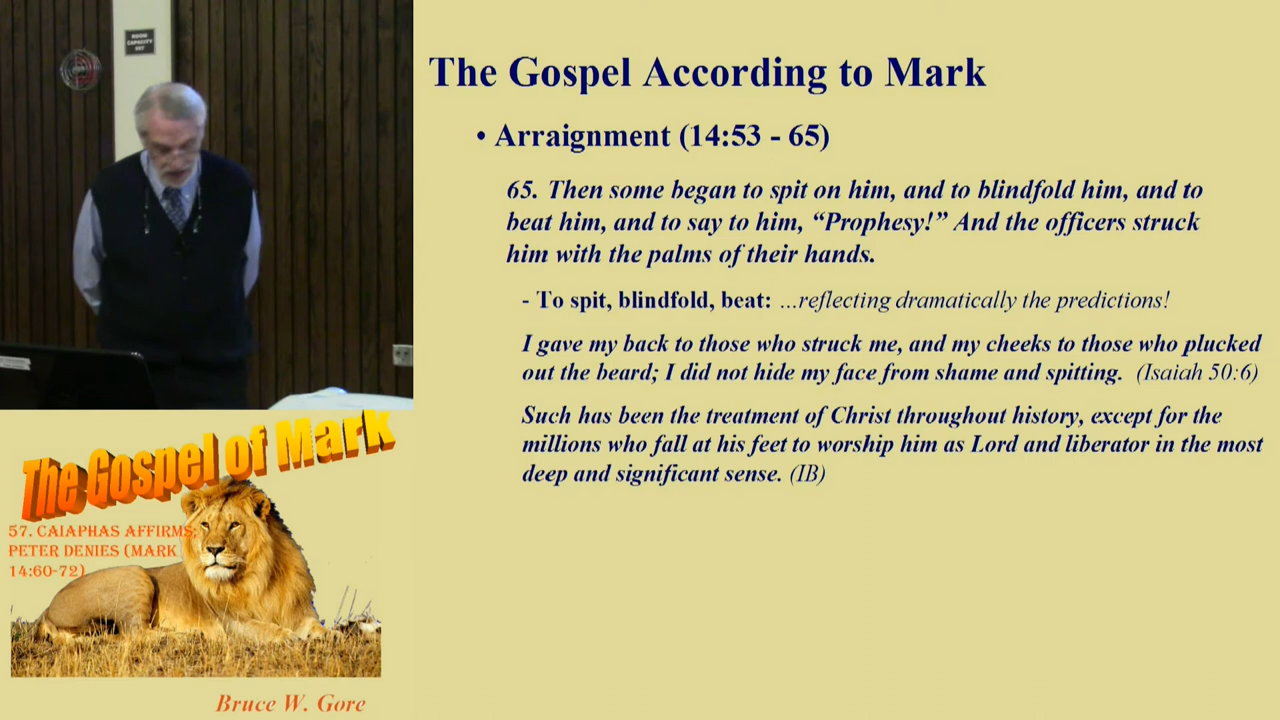 ROOM
CAPACITY
The Gospel According to Mark
• Arraignment (14:53 - 65)
65. Then some began to spit on him, and to blindfold him, and to
beat him, and to say to him, “Prophesy!” And the officers struck
him with the palms of their hands.
- To spit, blindfold, beat: …reflecting dramatically the predictions!
I gave my back to those who struck me, and my cheeks to those who plucked
out the beard; I did not hide my face from shame and spitting. (Isaiah 50:6)
Such has been the treatment of Christ throughout history, except for the
millions who fall at his feet to worship him as Lord and liberator in the most
deep and significant sense. (IB)
The Gospel of Mark
57. CAIAPHAS AFFIRMS;
PETER DENIES (MARK
14:60-72)
Bruce W. Gore